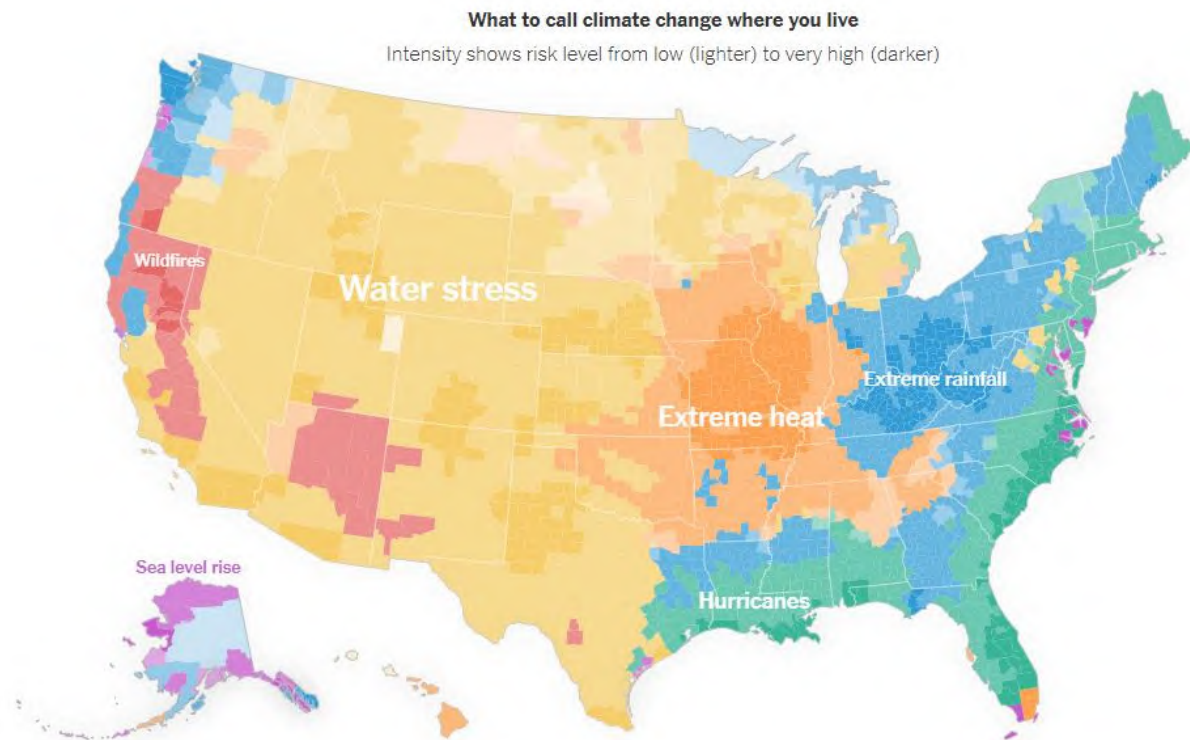 What to call climate change where you live
Intensity shows risk level from low (lighter) to very high (darker)
Wildfires
Water stress
Extreme rainfall
Extreme heat
Sea level rise
Hurricanes